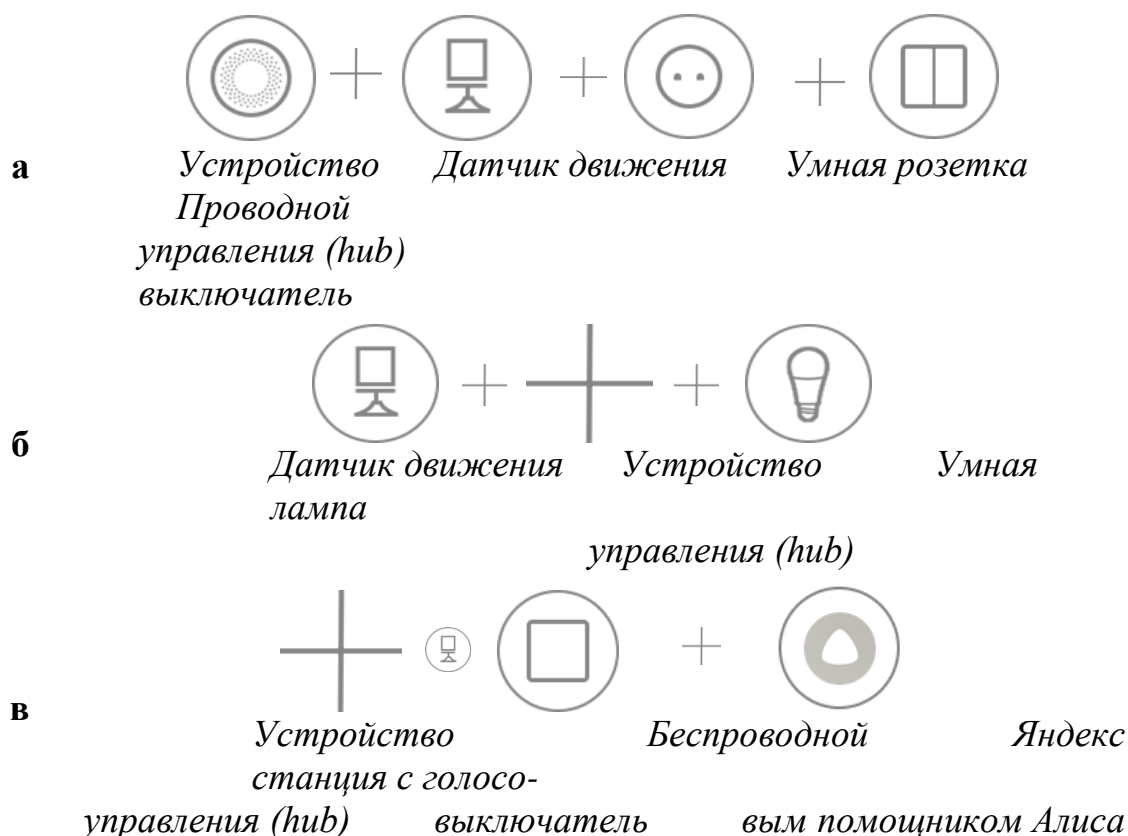 а
Устройство Датчик движения Умная розетка
Проводной
управления (hub)
выключатель
б
Датчик движения Устройство Умная
лампа
управления (hub)
в
Устройство Беспроводной Яндекс
станция с голосо-
управления (hub) выключатель вым помощником Алиса